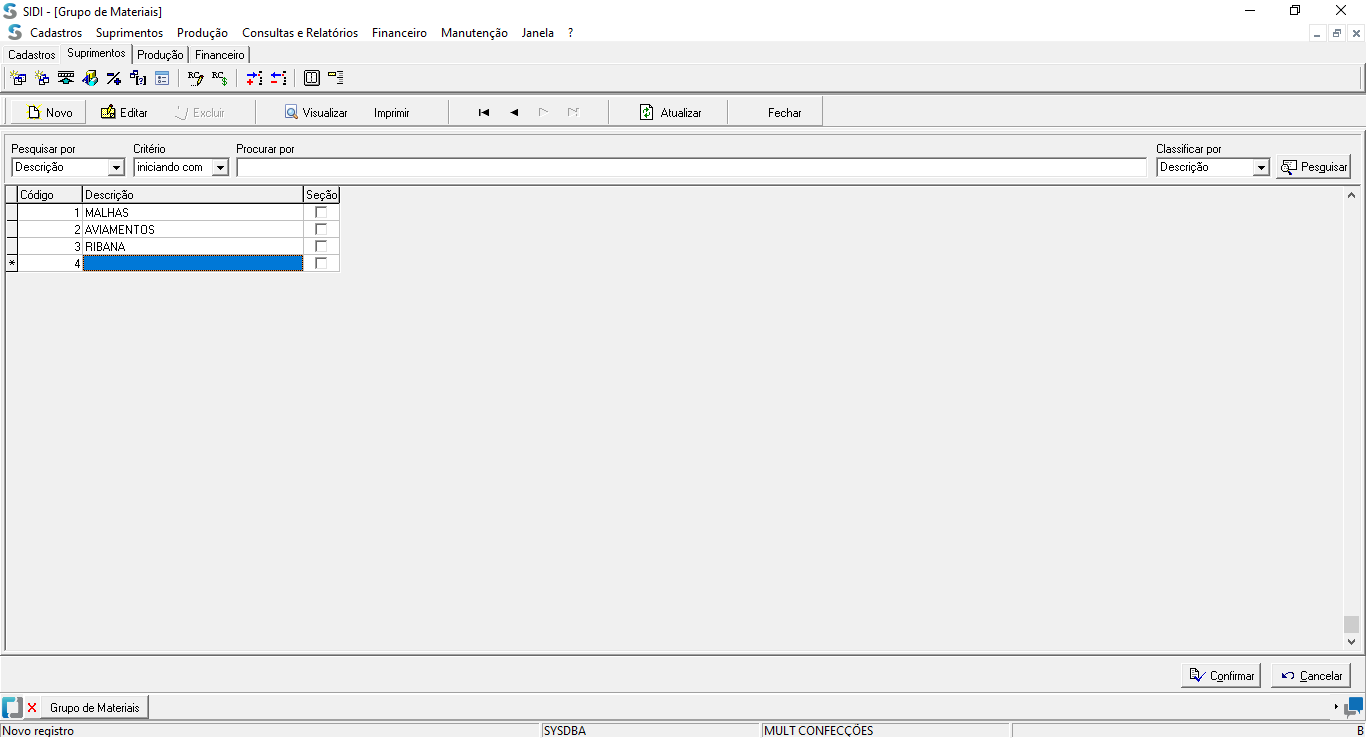 SIDI - [Grupo de Materiais]
Cadastros Suprimentos Produção Consultas e Relatórios Financeiro Manutenção Janela ?
Cadastros Suprimentos Produção Financeiro
Novo Editar Excluir Visualizar Imprimir Atualizar Fechar
Pesquisar por Critério Procurar por Classificar por
Descrição iniciando com Descrição Pesquisar
Código Descrição Seção
1 MALHAS
2 AVIAMENTOS
3 RIBANA
* 4
Confirmar Cancelar
Grupo de Materiais
Novo registro SYSDBA MULT CONFECÇÕES B